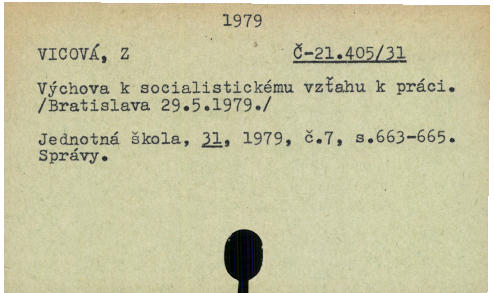 1979
VICOVÁ, Z Č-21.405/31
Výchova k socialistickému vzťahu k práci.
/Bratislava 29.5.1979./
Jednotná škola, 31, 1979, č.7, s.663-665.
Správy.